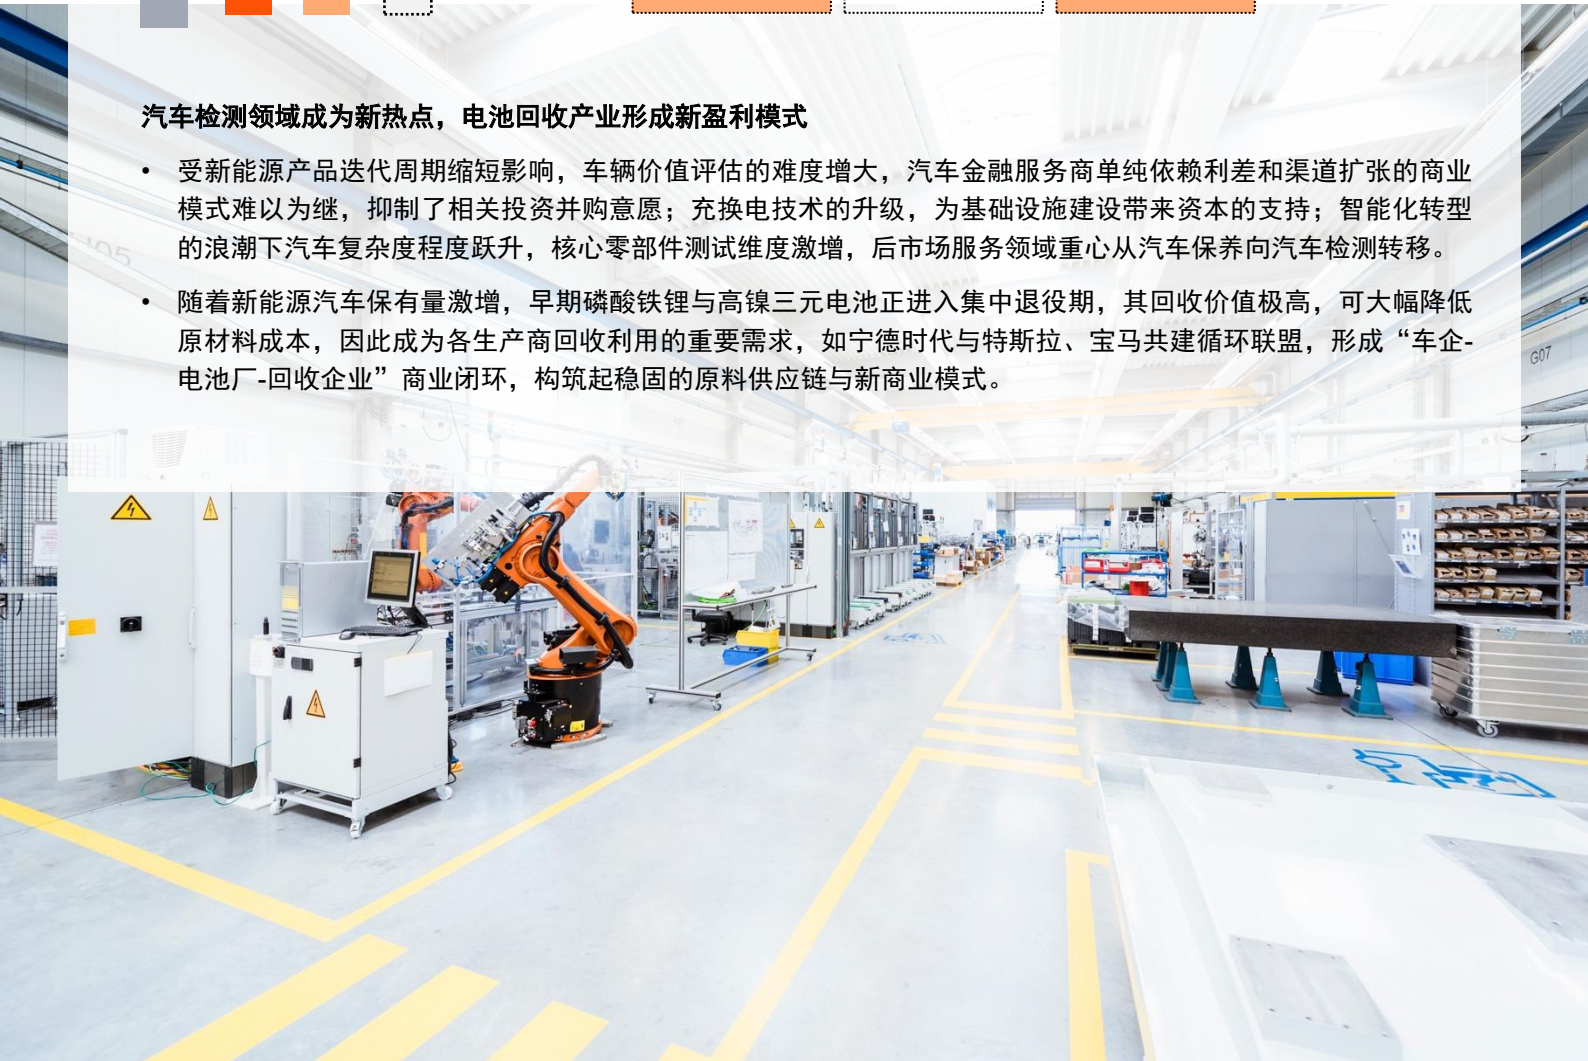 汽车检测领域成为新热点，电池回收产业形成新盈利模式
• 受新能源产品迭代周期缩短影响，车辆价值评估的难度增大，汽车金融服务商单纯依赖利差和渠道扩张的商业
模式难以为继，抑制了相关投资并购意愿；充换电技术的升级，为基础设施建设带来资本的支持；智能化转型
的浪潮下汽车复杂度程度跃升，核心零部件测试维度激增，后市场服务领域重心从汽车保养向汽车检测转移。
• 随着新能源汽车保有量激增，早期磷酸铁锂与高镍三元电池正进入集中退役期，其回收价值极高，可大幅降低
原材料成本，因此成为各生产商回收利用的重要需求，如宁德时代与特斯拉、宝马共建循环联盟，形成“车企-
电池厂-回收企业”商业闭环，构筑起稳固的原料供应链与新商业模式。
G07